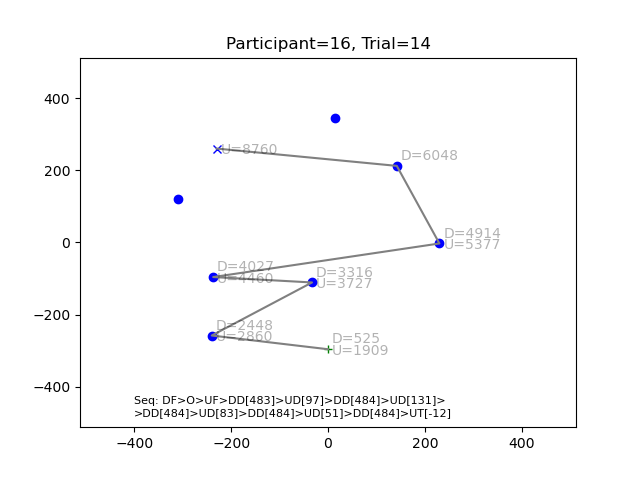 Participant=16, Trial=14
400
200
0
−200
−400
−400
−200
0
200
400
U=8760
D=6048
D=4914
U=5377
D=4027
U=4460
D=3316
U=3727
D=2448
U=2860
D=525
U=1909
Seq: DF>O>UF>DD[483]>UD[97]>DD[484]>UD[131]>
>DD[484]>UD[83]>DD[484]>UD[51]>DD[484]>UT[-12]